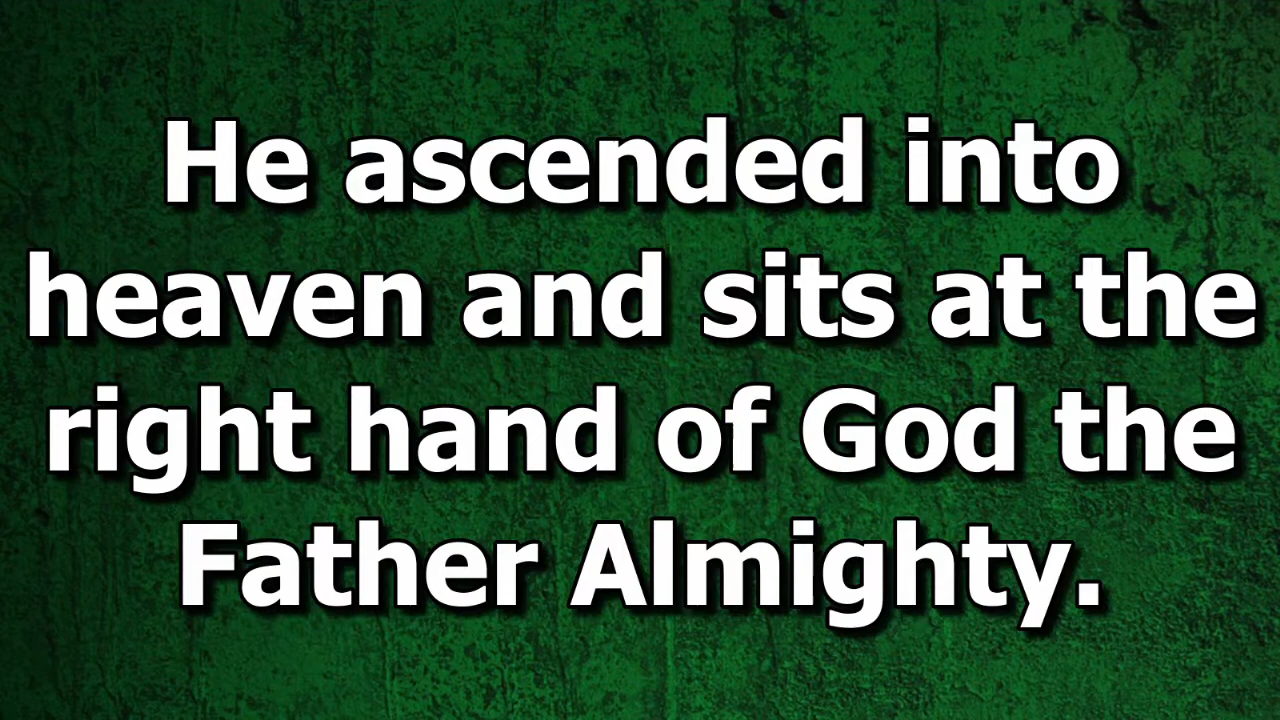 He ascended into
heaven and sits at the
right hand of God the
Father Almighty.